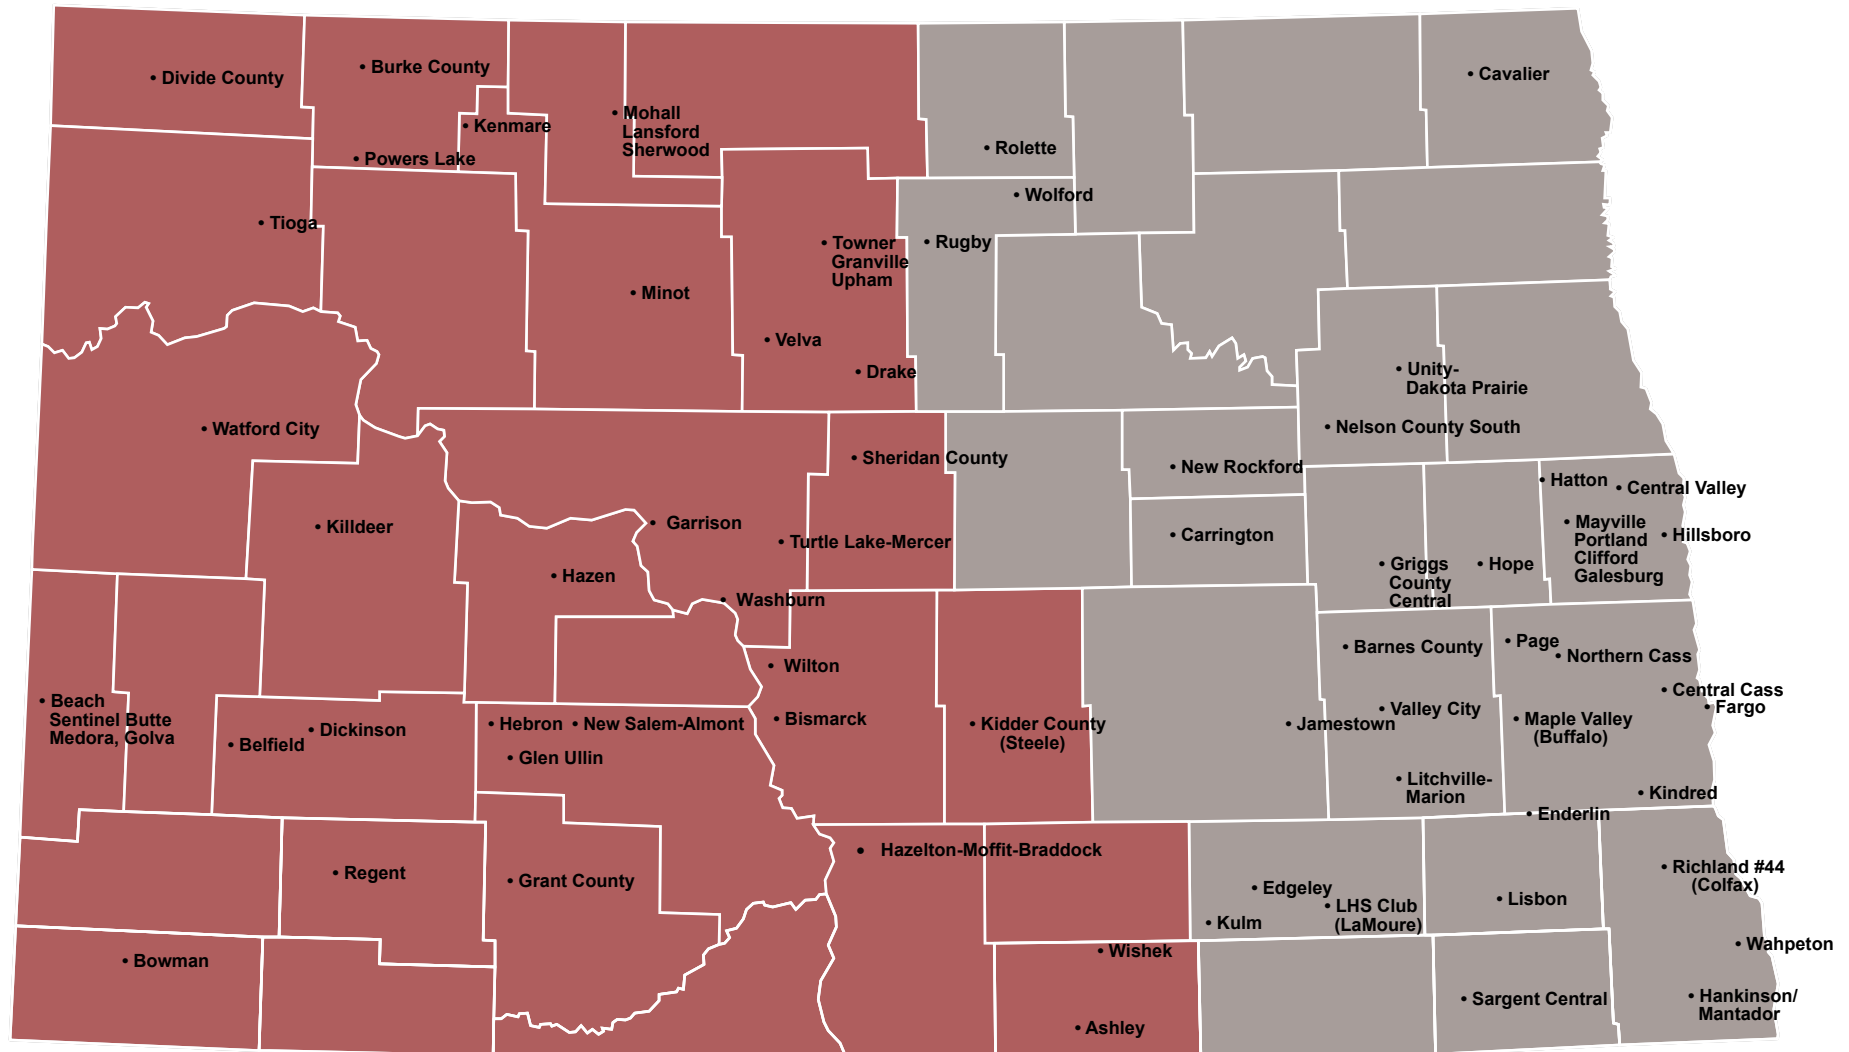 • Divide County
• Burke County
• Cavalier
• Mohall
Lansford
Sherwood
• Kenmare
• Rolette
• Powers Lake
• Wolford
• Tioga
• Towner
Granville
Upham
• Rugby
• Minot
• Velva
• Drake
• Unity-
Dakota Prairie
• Watford City
• Nelson County South
• Sheridan County
• New Rockford
• Hatton
• Central Valley
• Killdeer
• Garrison
• Mayville
Portland
Clifford
Galesburg
• Turtle Lake-Mercer
• Carrington
• Hillsboro
• Hazen
• Griggs
County
Central
• Hope
• Washburn
• Barnes County
• Page
• Northern Cass
• Wilton
• Beach
Sentinel Butte
Medora, Golva
• Central Cass
• Fargo
• Dickinson
• Belfield
• Hebron
• New Salem-Almont
• Bismarck
• Kidder County
(Steele)
• Jamestown
• Valley City
• Maple Valley
(Buffalo)
• Glen Ullin
• Litchville-
Marion
• Kindred
• Enderlin
• Hazelton-Moffit-Braddock
• Regent
• Grant County
• Richland #44
(Colfax)
• Edgeley
• LHS Club
(LaMoure)
• Kulm
• Lisbon
• Wahpeton
• Bowman
• Wishek
• Sargent Central
• Hankinson/
Mantador
• Ashley